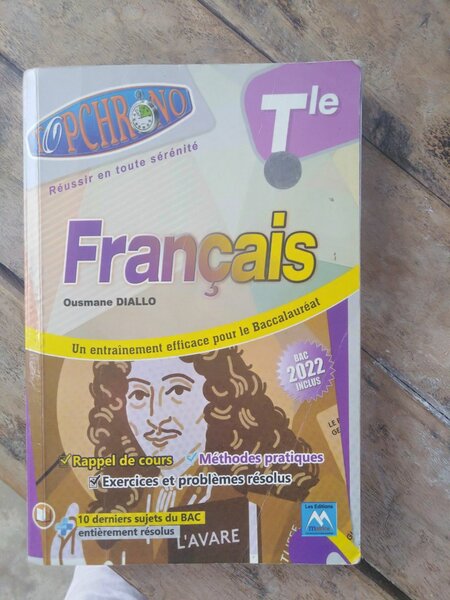 TOPCHRONO
Tle
Réussir en toute sérénité
Français
Ousmane DIALLO
Un entrainement efficace pour le Baccalauréat
BAC
2022
INCLUS
Rappel de cours
Méthodes pratiques
Exercices et problèmes résolus
10 derniers sujets du BAC
entièrement résolus
L'AVARE
Les Editions